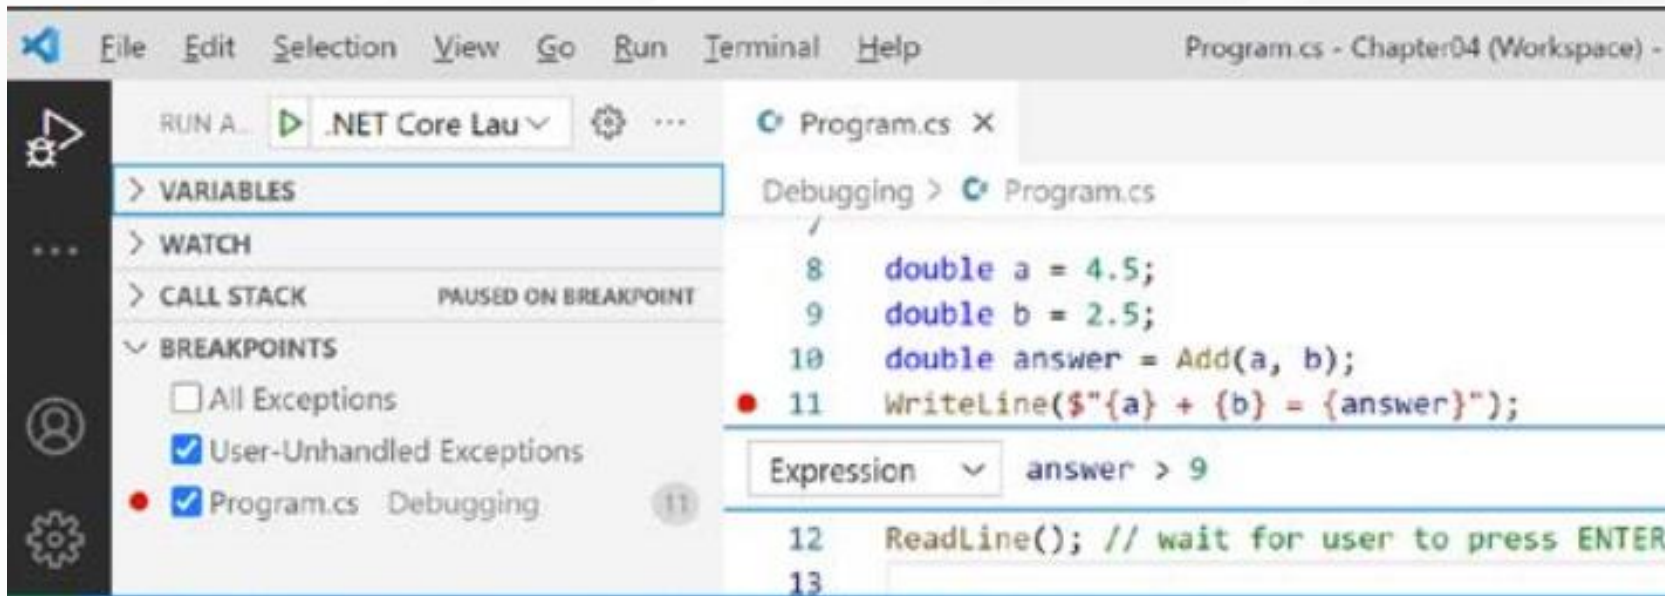 File Edit Selection View Go Run Terminal Help Program.cs - Chapter04 (Workspace) -
RUN A... .NET Core Lau ...
VARIABLES
WATCH
CALL STACK PAUSED ON BREAKPOINT
BREAKPOINTS
All Exceptions
User-Unhandled Exceptions
Program.cs Debugging 11
Program.cs
Debugging > Program.cs
8 double a = 4.5;
9 double b = 2.5;
10 double answer = Add(a, b);
11 WriteLine($"{a} + {b} = {answer}");
Expression answer > 9
12 ReadLine(); // wait for user to press ENTER
13